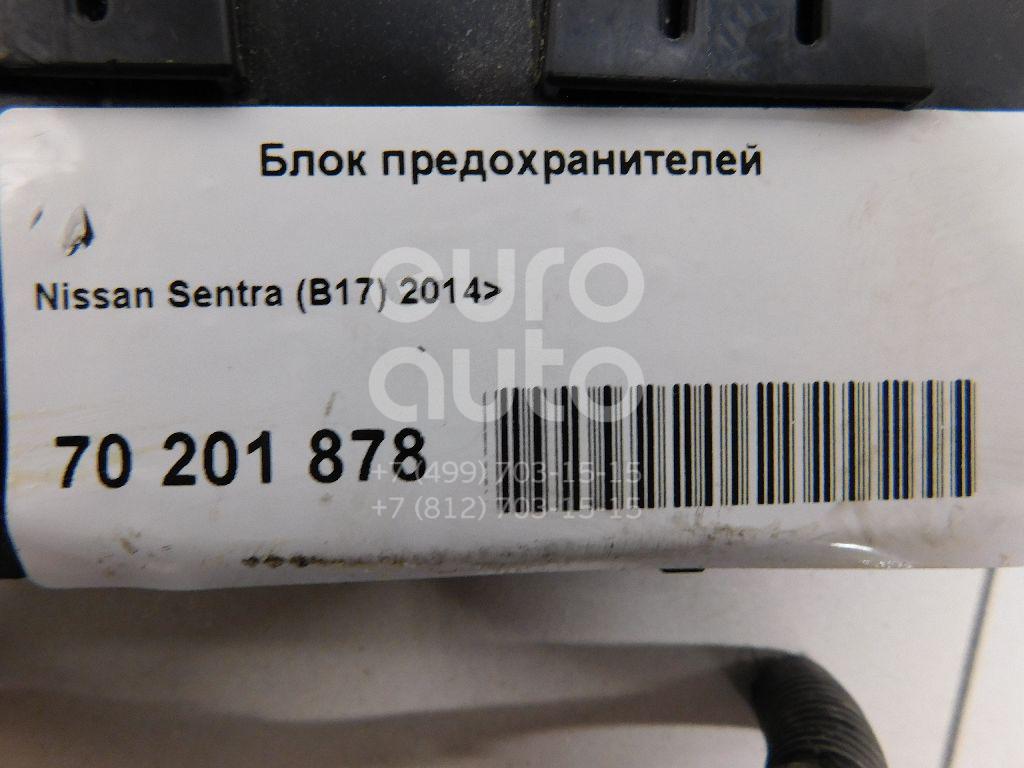 Блок предохранителей
Nissan Sentra (B17) 2014>
euro
auto
70 201 878
+7 (499) 703-15-15
+7 (812) 703-15-15